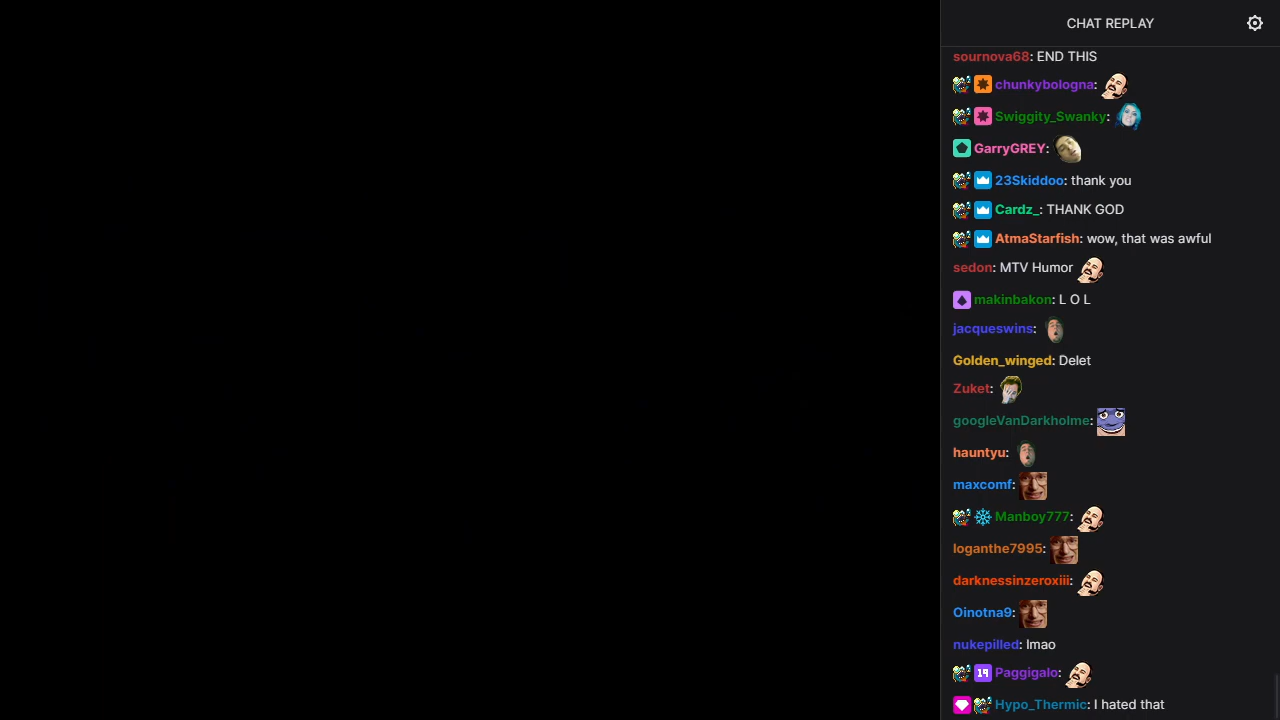 CHAT REPLAY
sournova68: END THIS
chunkybologna:
Swiggity_Swanky:
GarryGREY:
23Skiddoo: thank you
Cardz_: THANK GOD
AtmaStarfish: wow, that was awful
sedon: MTV Humor
makinbakon: L O L
jacqueswins:
Golden_winged: Delet
Zuket:
googleVanDarkholme:
hauntyu:
maxcomf:
Manboy777:
loganthe7995:
darknessinzeroxiii:
Oinotna9:
nukepilled: lmao
19 Paggigalo:
Hypo_Thermic: I hated that